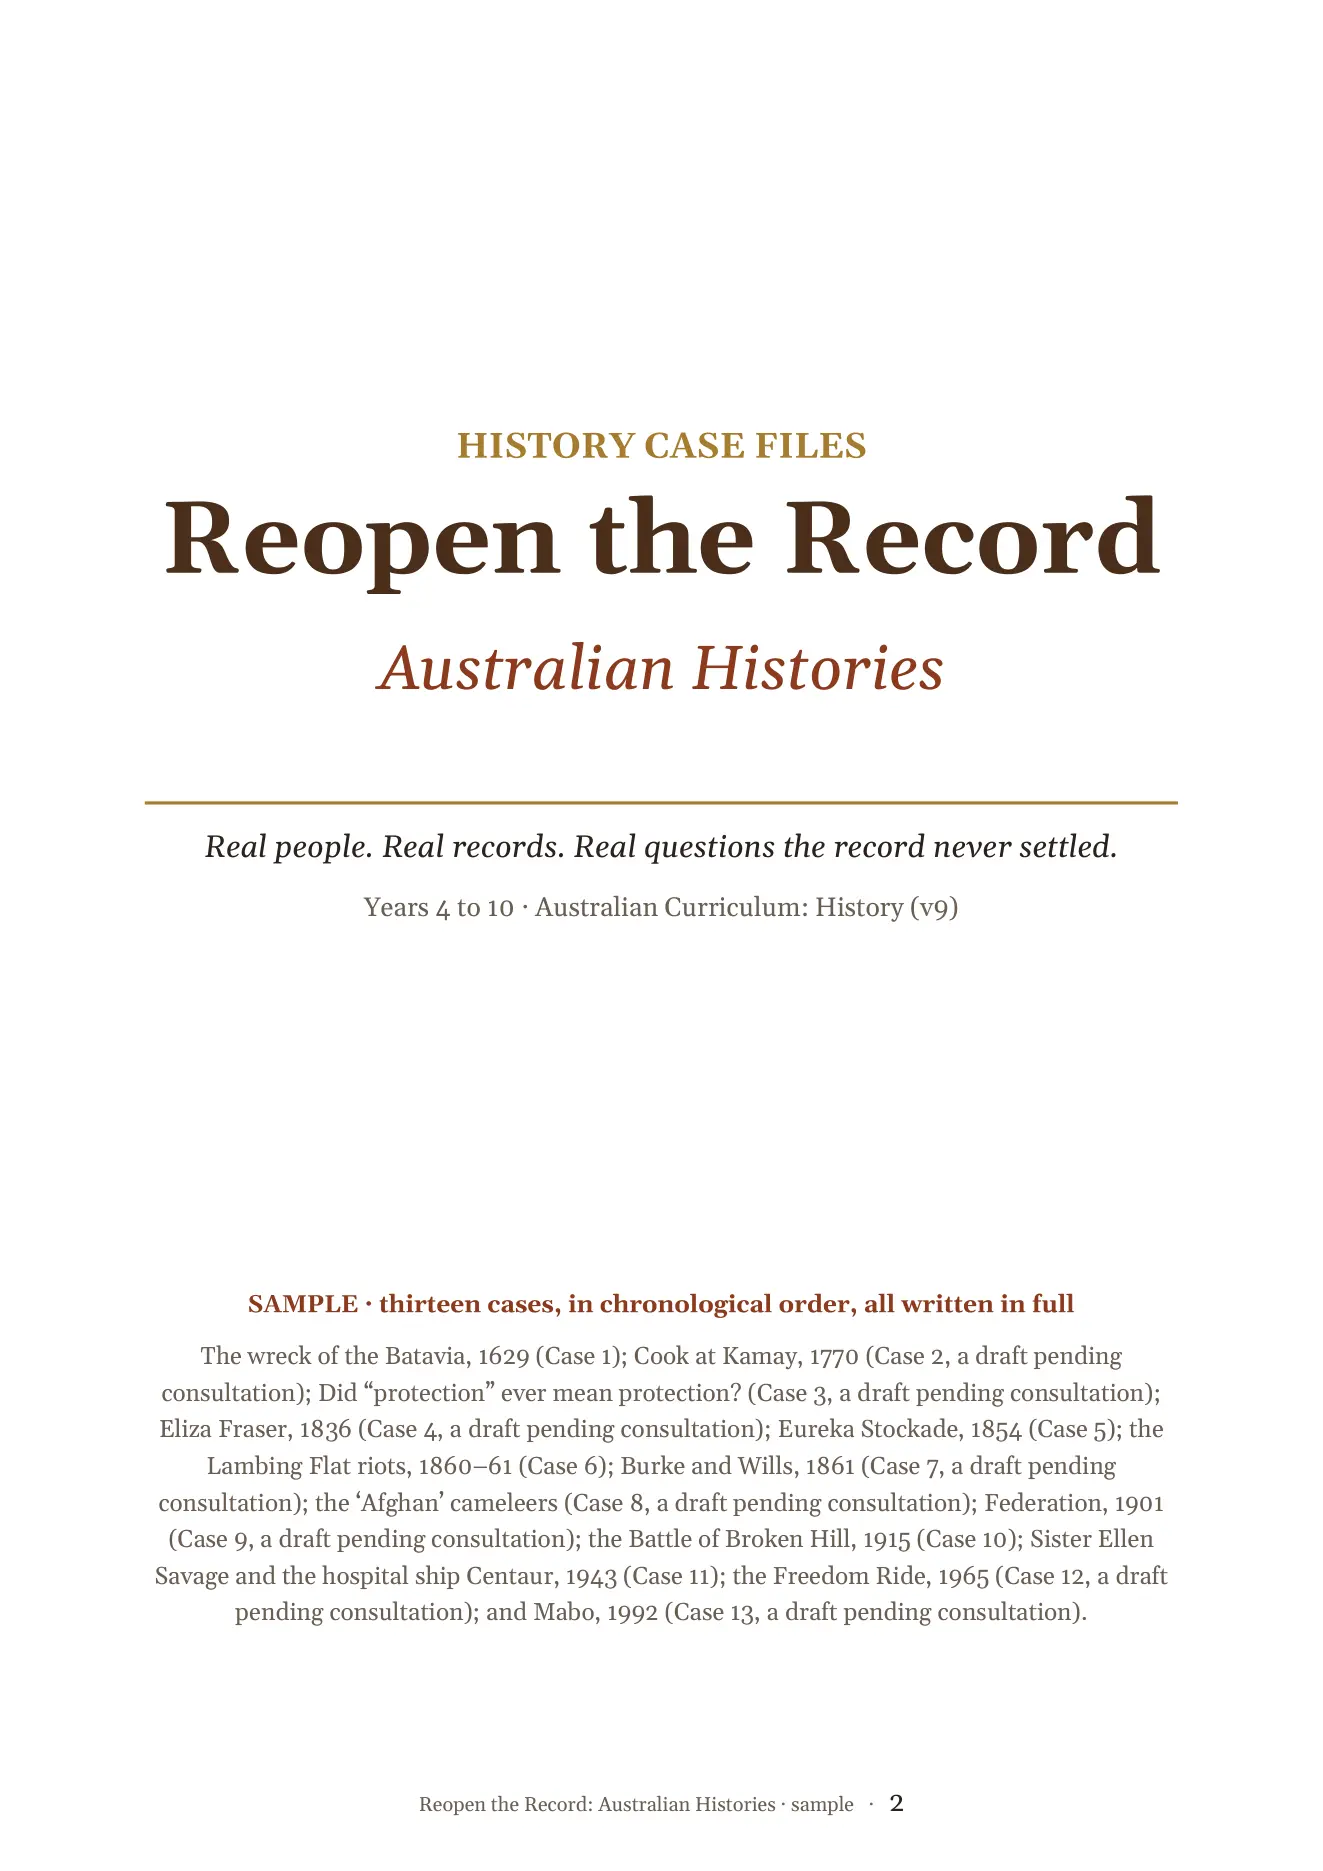 HISTORY CASE FILES
Reopen the Record
Australian Histories
Real people. Real records. Real questions the record never settled.
Years 4 to 10 · Australian Curriculum: History (v9)
SAMPLE · thirteen cases, in chronological order, all written in full
The wreck of the Batavia, 1629 (Case 1); Cook at Kamay, 1770 (Case 2, a draft pending
consultation); Did “protection” ever mean protection? (Case 3, a draft pending consultation);
Eliza Fraser, 1836 (Case 4, a draft pending consultation); Eureka Stockade, 1854 (Case 5); the
Lambing Flat riots, 1860–61 (Case 6); Burke and Wills, 1861 (Case 7, a draft pending
consultation); the ‘Afghan’ cameleers (Case 8, a draft pending consultation); Federation, 1901
(Case 9, a draft pending consultation); the Battle of Broken Hill, 1915 (Case 10); Sister Ellen
Savage and the hospital ship Centaur, 1943 (Case 11); the Freedom Ride, 1965 (Case 12, a draft
pending consultation); and Mabo, 1992 (Case 13, a draft pending consultation).
Reopen the Record: Australian Histories · sample · 2